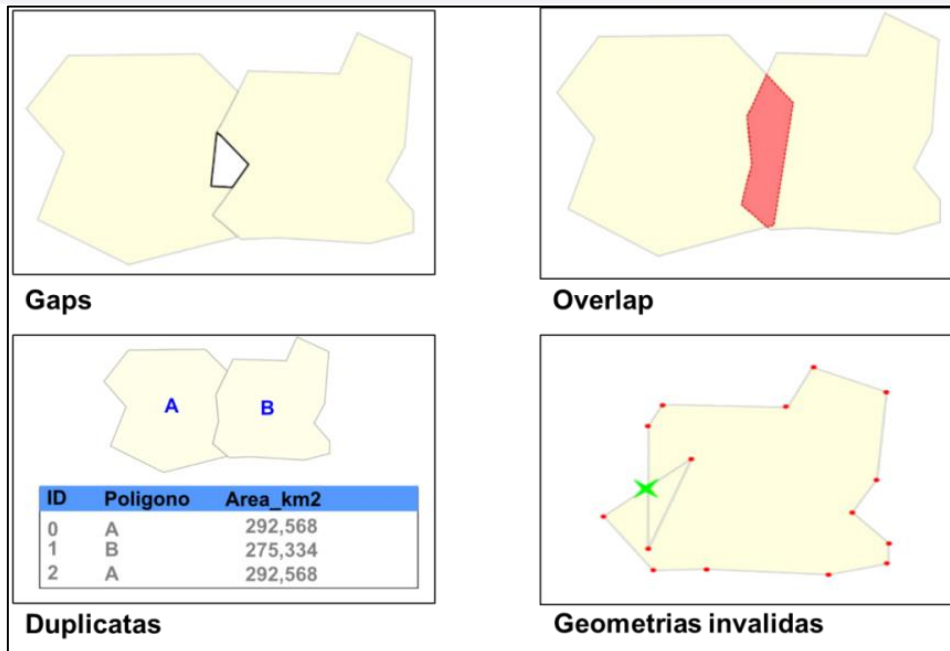 Gaps
Overlap
A
B
ID Poligono Area_km2
0 A 292,568
1 B 275,334
2 A 292,568
Duplicatas
Geometrias invalidas